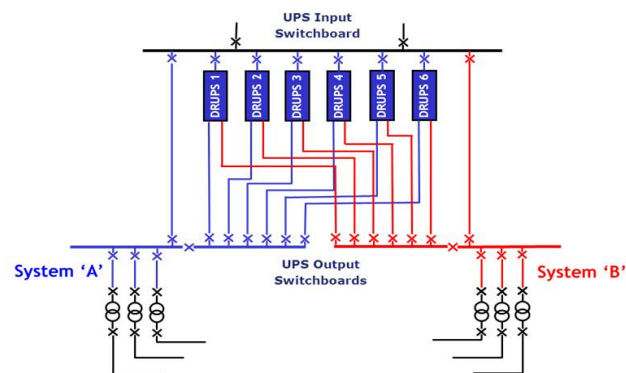 UPS Input
Switchboard
DRUPS 1
DRUPS 2
DRUPS 3
DRUPS 4
DRUPS 5
DRUPS 6
System ‘A’
UPS Output
Switchboards
System ‘B’